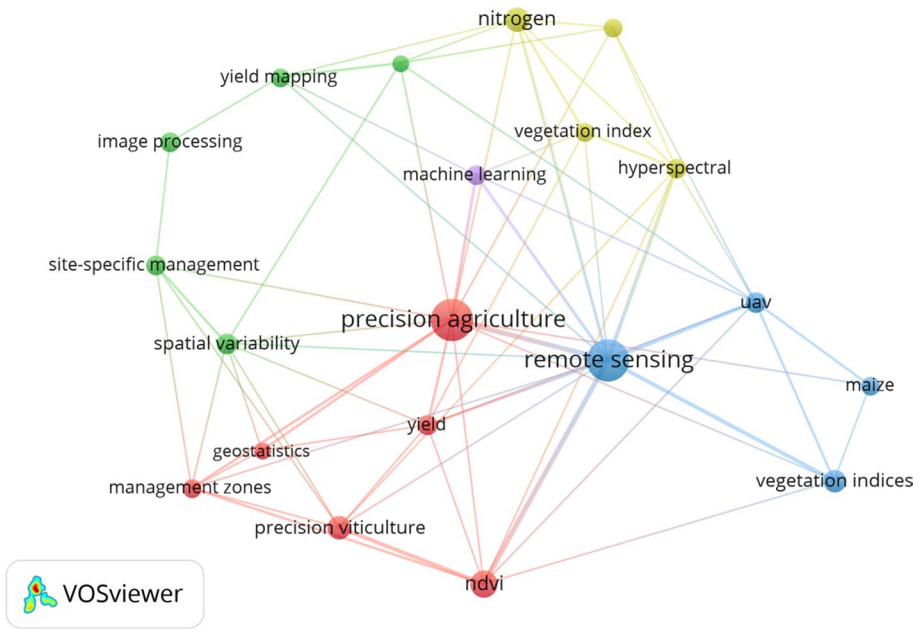 nitrogen
yield mapping
vegetation index
image processing
machine learning
hyperspectral
site-specific management
uav
precision agriculture
spatial variability
remote sensing
maize
yield
geostatistics
management zones
vegetation indices
precision viticulture
ndvi
VOSviewer